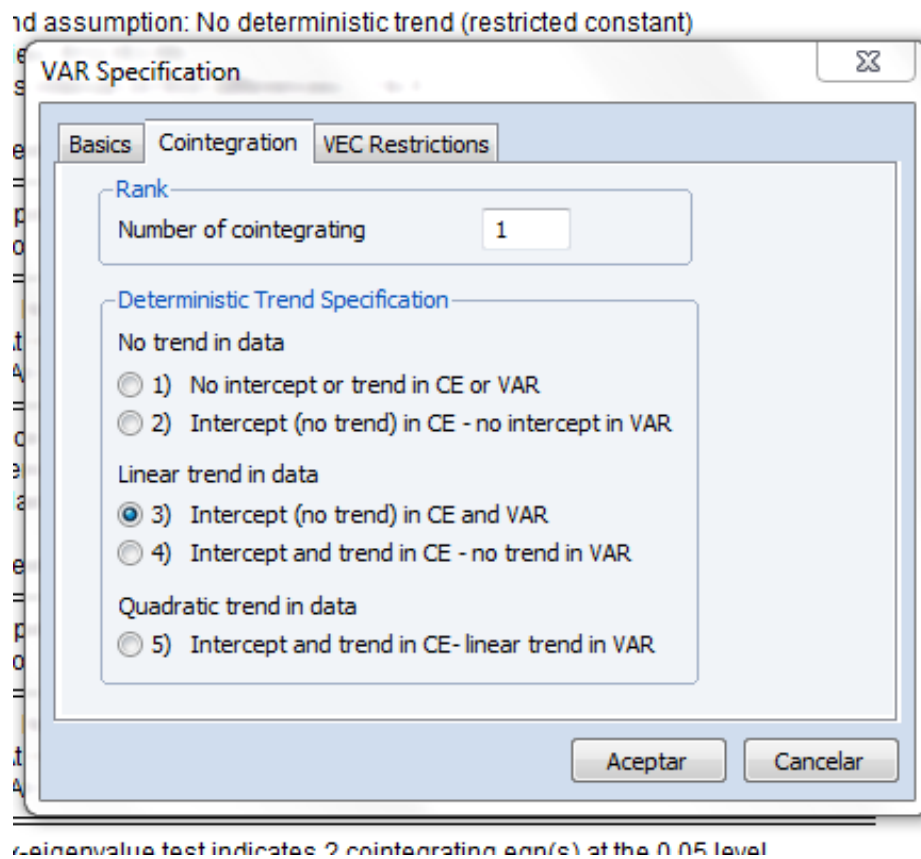 nd assumption: No deterministic trend (restricted constant)
VAR Specification
Basics Cointegration VEC Restrictions
Rank
Number of cointegrating 1
Deterministic Trend Specification
No trend in data
1) No intercept or trend in CE or VAR
2) Intercept (no trend) in CE - no intercept in VAR
Linear trend in data
3) Intercept (no trend) in CE and VAR
4) Intercept and trend in CE - no trend in VAR
Quadratic trend in data
5) Intercept and trend in CE- linear trend in VAR
Aceptar Cancelar
x-eigenvalue test indicates 2 cointegrating eqn(s) at the 0.05 level